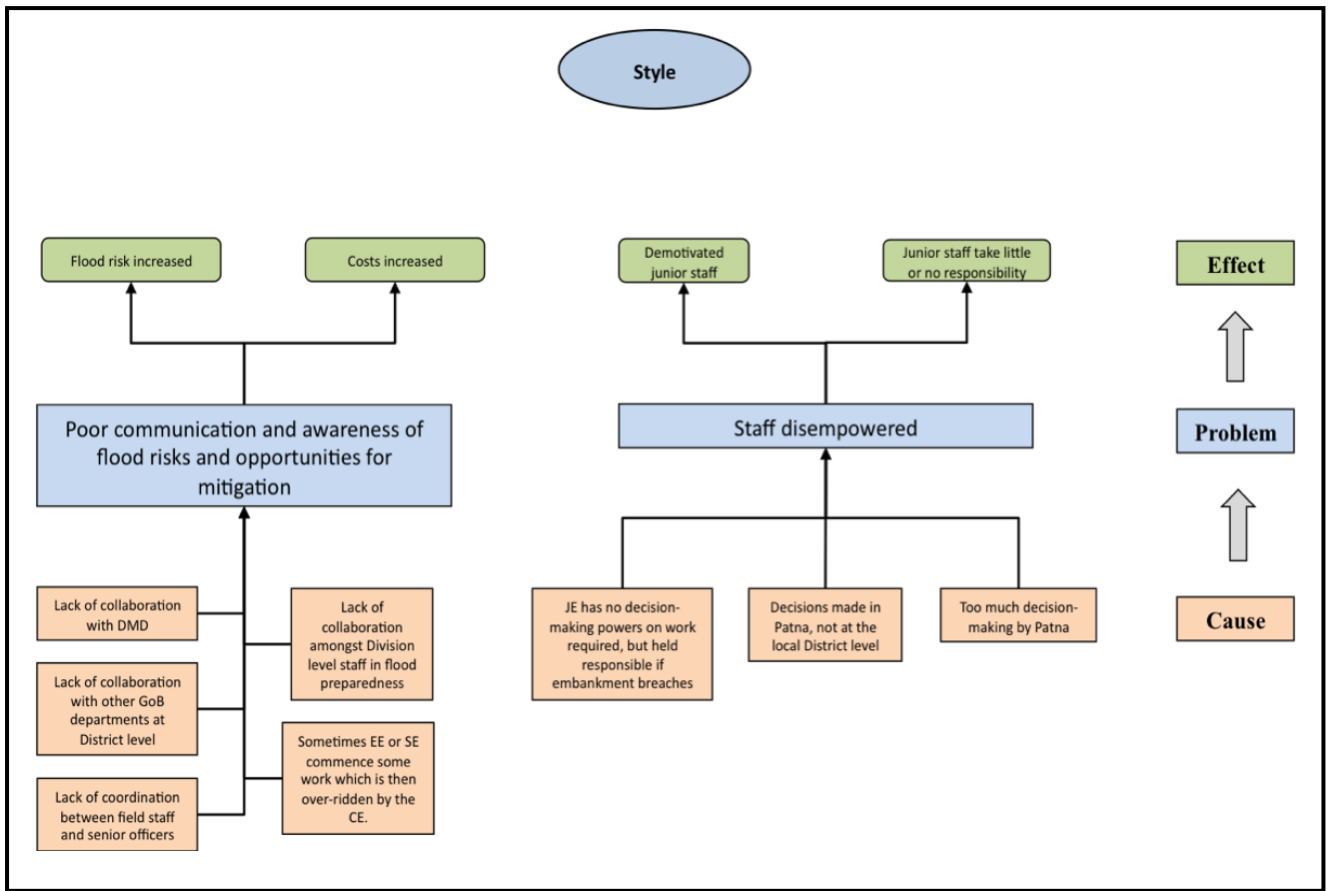 Style
Flood risk increased
Costs increased
Demotivated
junior staff
Junior staff take little
or no responsibility
Effect
Poor communication and awareness of
flood risks and opportunities for
mitigation
Staff disempowered
Problem
Lack of collaboration
with DMD
Lack of
collaboration
amongst Division
level staff in flood
preparedness
Lack of collaboration
with other GoB
departments at
District level
Sometimes EE or SE
commence some
work which is then
over-ridden by the
CE.
Lack of coordination
between field staff
and senior officers
JE has no decision-
making powers on work
required, but held
responsible if
embankment breaches
Decisions made in
Patna, not at the
local District level
Too much decision-
making by Patna
Cause